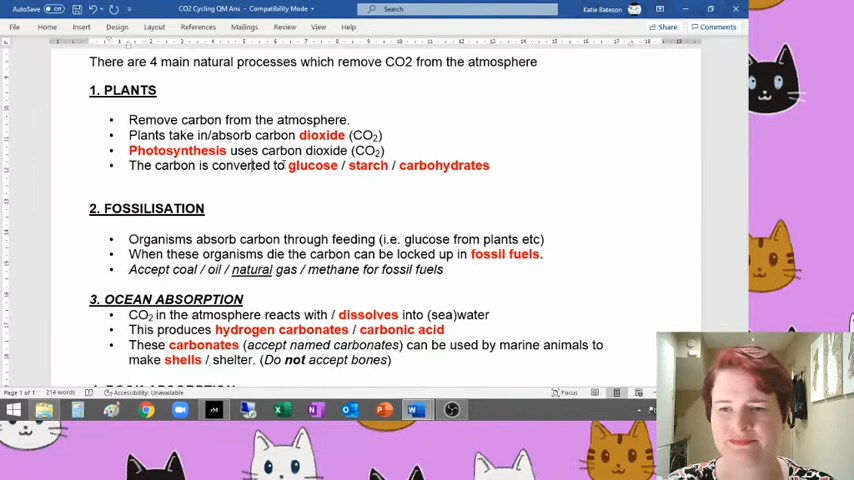 AutoSave Off
CO2 Cycling QM Ans - Compatibility Mode
Search
Katie Bateson
File Home Insert Design Layout References Mailings Review View Help
Share Comments
There are 4 main natural processes which remove CO2 from the atmosphere
1. PLANTS
• Remove carbon from the atmosphere.
• Plants take in/absorb carbon dioxide (CO2)
• Photosynthesis uses carbon dioxide (CO2)
• The carbon is converted to glucose / starch / carbohydrates
2. FOSSILISATION
• Organisms absorb carbon through feeding (i.e. glucose from plants etc)
• When these organisms die the carbon can be locked up in fossil fuels.
• Accept coal / oil / natural gas / methane for fossil fuels
3. OCEAN ABSORPTION
• CO2 in the atmosphere reacts with / dissolves into (sea)water
• This produces hydrogen carbonates / carbonic acid
• These carbonates (accept named carbonates) can be used by marine animals to
make shells / shelter. (Do not accept bones)
Page 1 of 1 214 words Accessibility: Unavailable Focus